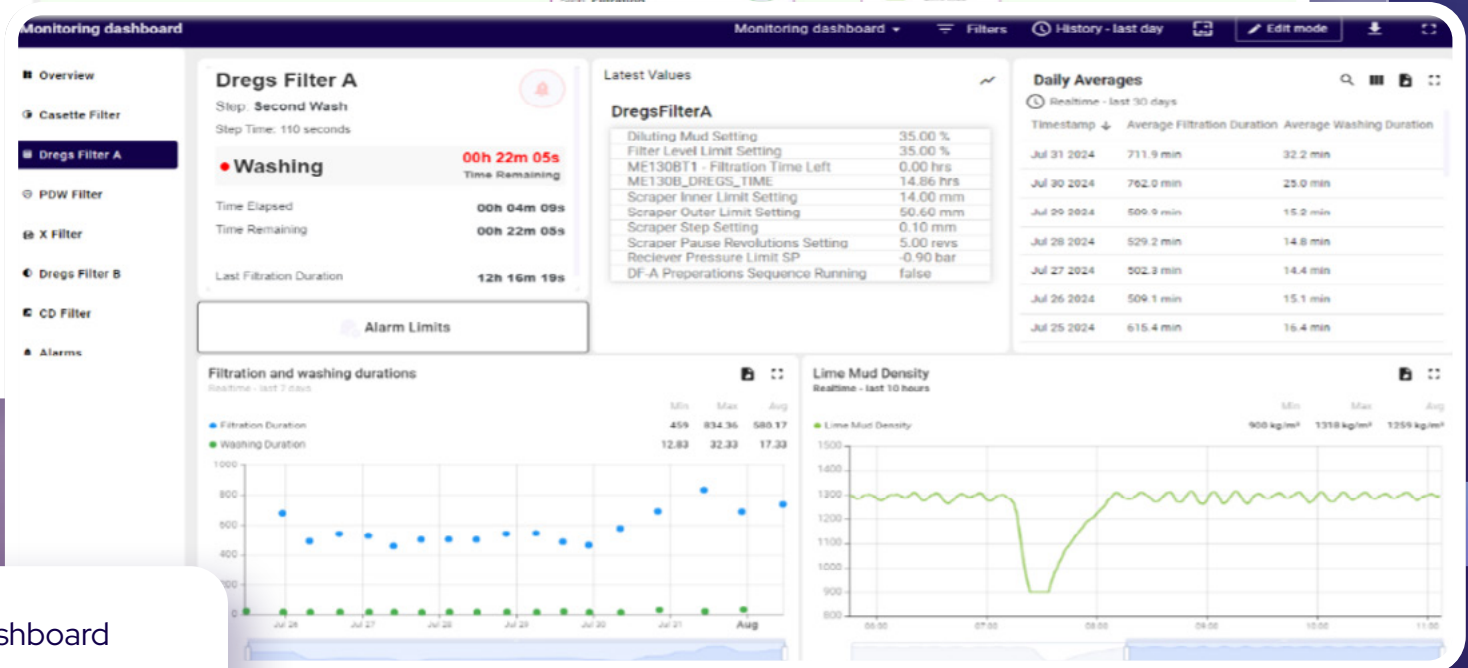 Monitoring dashboard
Monitoring dashboard
Filters
History - last day
Edit mode
Overview
Casette Filter
Dregs Filter A
PDW Filter
X Filter
Dregs Filter B
CD Filter
Alarms
Dregs Filter A
Step: Second Wash
Step Time: 110 seconds
Washing
00h 22m 05s
Time Remaining
Time Elapsed 00h 04m 09s
Time Remaining 00h 22m 05s
Last Filtration Duration 12h 16m 19s
Alarm Limits
Latest Values
DregsFilterA
Diluting Mud Setting 35.00 %
Filter Level Limit Setting 35.00 %
ME130BT1 - Filtration Time Left 0.00 hrs
ME130B_DREGS_TIME 14.86 hrs
Scraper Inner Limit Setting 14.00 mm
Scraper Outer Limit Setting 50.60 mm
Scraper Step Setting 0.10 mm
Scraper Pause Revolutions Setting 5.00 revs
Reciever Pressure Limit SP -0.90 bar
DF-A Preperations Sequence Running false
Daily Averages
Realtime - last 30 days
Timestamp Average Filtration Duration Average Washing Duration
Jul 31 2024 711.9 min 32.2 min
Jul 30 2024 762.0 min 25.0 min
Jul 29 2024 509.9 min 15.2 min
Jul 28 2024 529.2 min 14.8 min
Jul 27 2024 502.3 min 14.4 min
Jul 26 2024 509.1 min 15.1 min
Jul 25 2024 615.4 min 16.4 min
Filtration and washing durations
Realtime - last 7 days
Min Max Avg
Filtration Duration 459 834.36 580.17
Washing Duration 12.83 32.33 17.33
1000
800
600
400
200
0
Jul 26 Jul 27 Jul 28 Jul 29 Jul 30 Jul 31 Aug
Lime Mud Density
Realtime - last 10 hours
Min Max Avg
Lime Mud Density 900 kg/m³ 1318 kg/m³ 1259 kg/m³
1500
1400
1300
1200
1100
1000
900
800
06:00 07:00 08:00 09:00 10:00 11:00
shboard